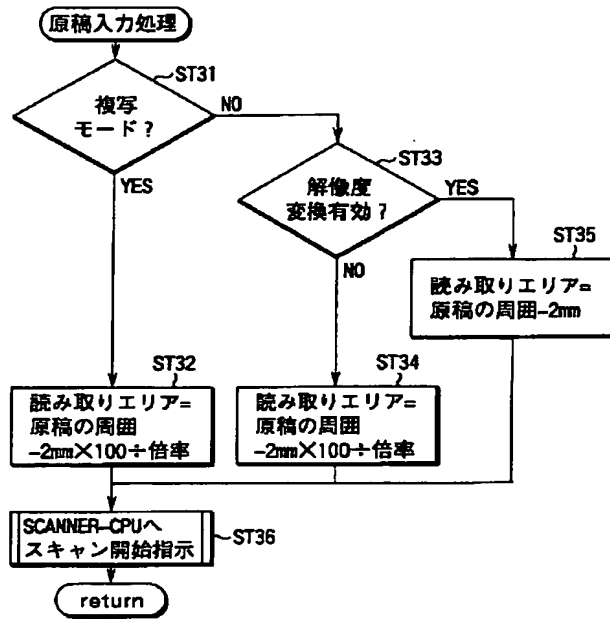 原稿入力処理
ST31
複写
モード?
NO
YES
ST33
解像度
変換有効?
YES
NO
ST35
読み取りエリア=
原稿の周囲-2mm
ST32
読み取りエリア=
原稿の周囲
-2mm×100÷倍率
ST34
読み取りエリア=
原稿の周囲
-2mm×100÷倍率
SCANNER-CPUへ
スキャン開始指示
ST36
return